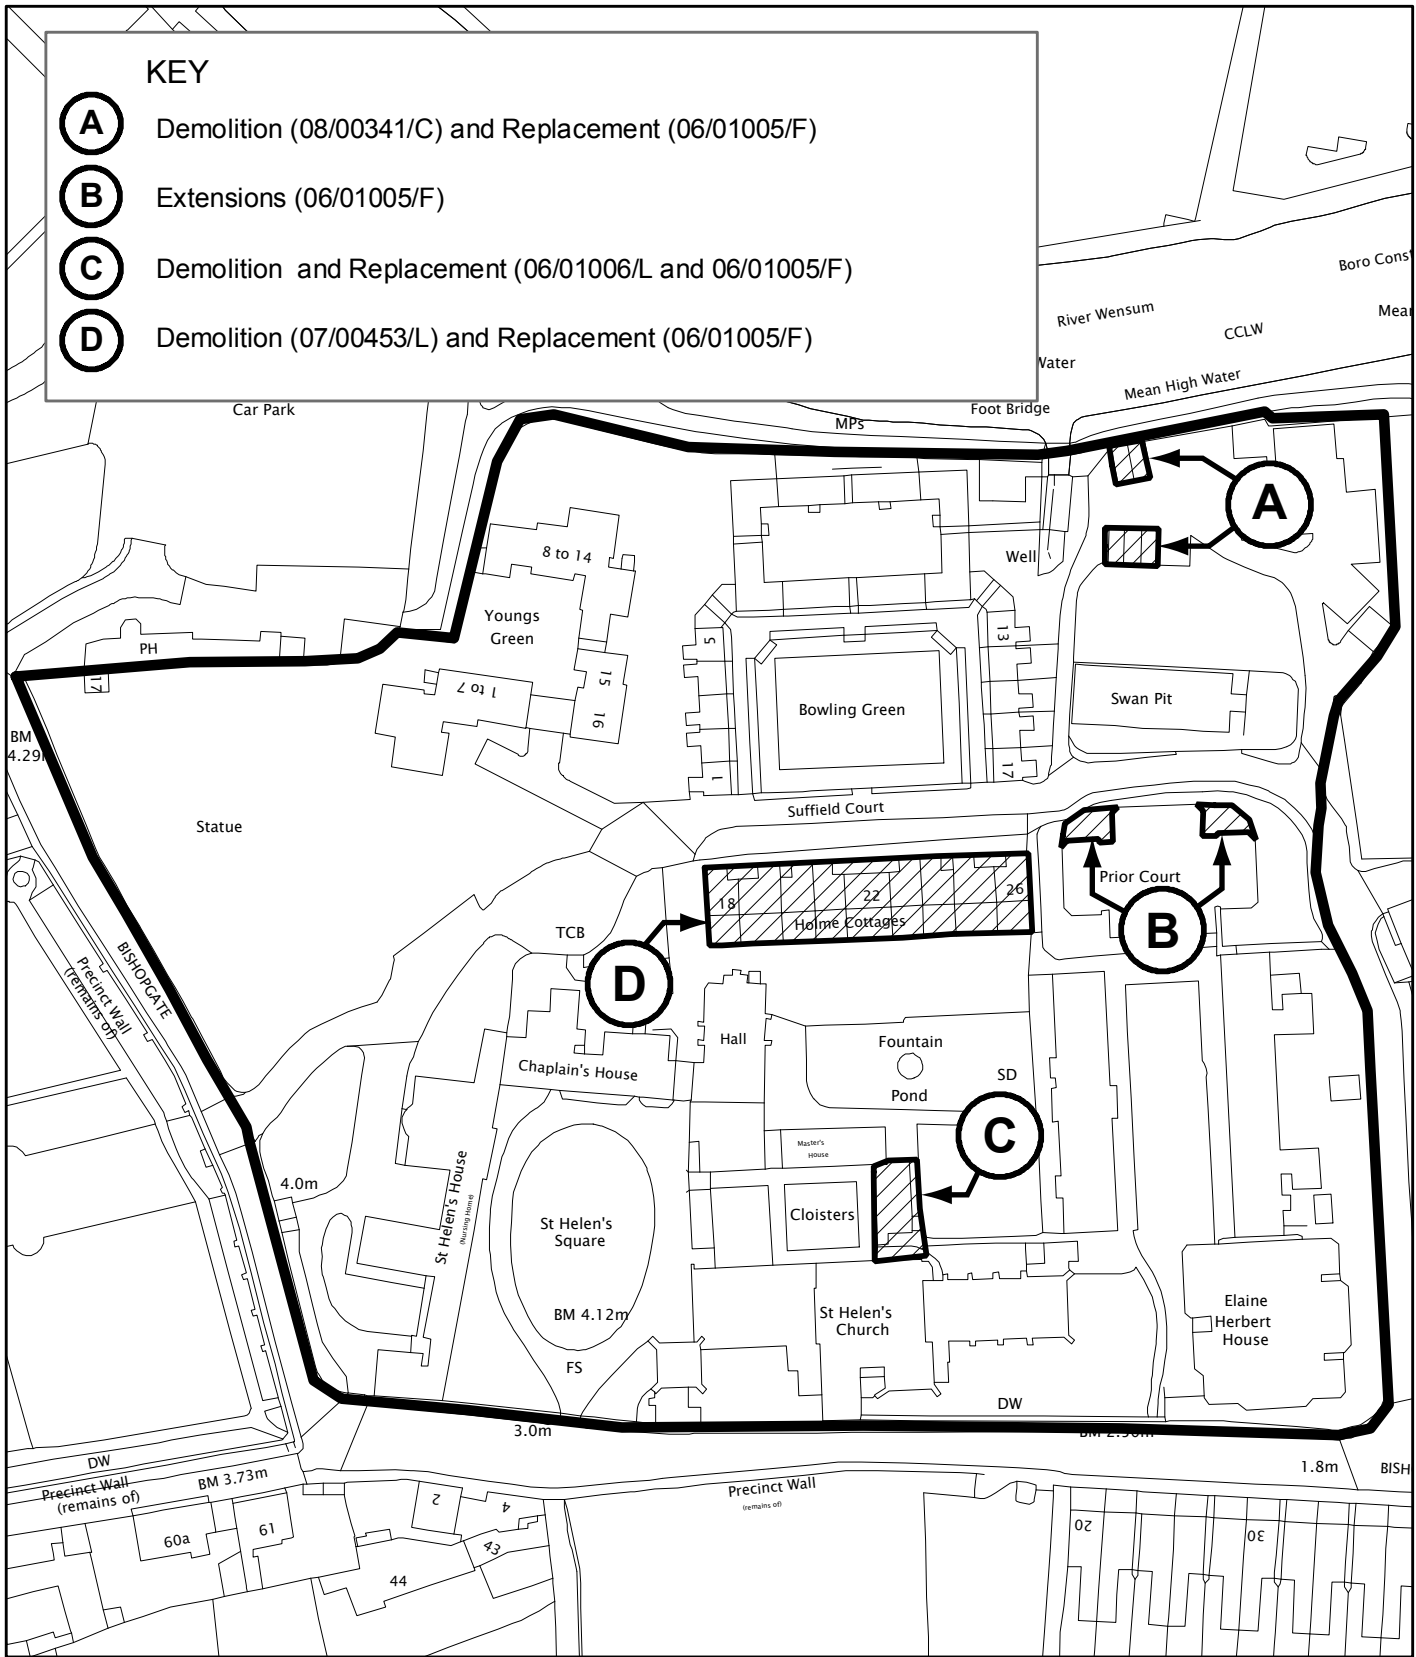 KEY
A Demolition (08/00341/C) and Replacement (06/01005/F)
B Extensions (06/01005/F)
C Demolition and Replacement (06/01006/L and 06/01005/F)
D Demolition (07/00453/L) and Replacement (06/01005/F)
Boro Const
River Wensum
Mear
CCLW
Water
Mean High Water
Car Park
Foot Bridge
MPs
A
8 to 14
Well
Youngs
Green
5
13
PH
17
1 to 7
15
16
Swan Pit
Bowling Green
BM
4.29m
1
17
Suffield Court
Statue
Prior Court
18
22
26
Holme Cottages
B
TCB
D
BISHOPGATE
Precinct Wall
(remains of)
Hall
Fountain
Chaplain's House
SD
Pond
C
Master's
House
St Helen's House
(Nursing Home)
4.0m
Cloisters
St Helen's
Square
BM 4.12m
St Helen's
Church
Elaine
Herbert
House
FS
DW
3.0m
BM 2.90m
DW
1.8m
BISH
BM 3.73m
Precinct Wall
(remains of)
Precinct Wall
(remains of)
2
4
60a
61
43
44
20
30